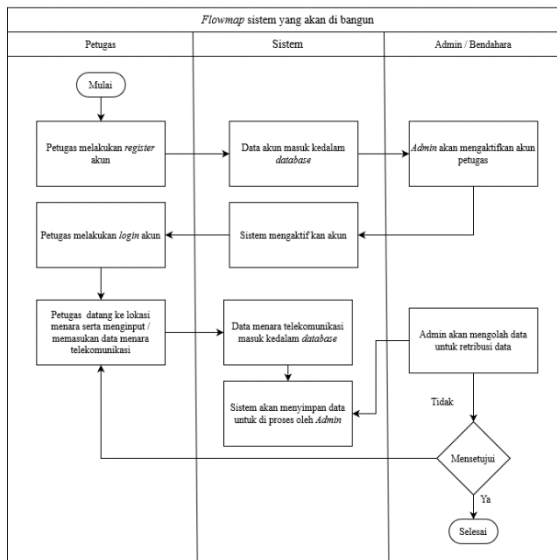 Flowmap sistem yang akan di bangun
Petugas
Sistem
Admin / Bendahara
Mulai
Petugas melakukan register
akun
Data akun masuk kedalam
database
Admin akan mengaktifkan akun
petugas
Petugas melakukan login akun
Sistem mengaktif kan akun
Petugas datang ke lokasi
menara serta menginput /
memasukan data menara
telekomunikasi
Data menara telekomunikasi
masuk kedalam database
Admin akan mengolah data
untuk retribusi data
Sistem akan menyimpan data
untuk di proses oleh Admin
Tidak
Mensetujui
Ya
Selesai